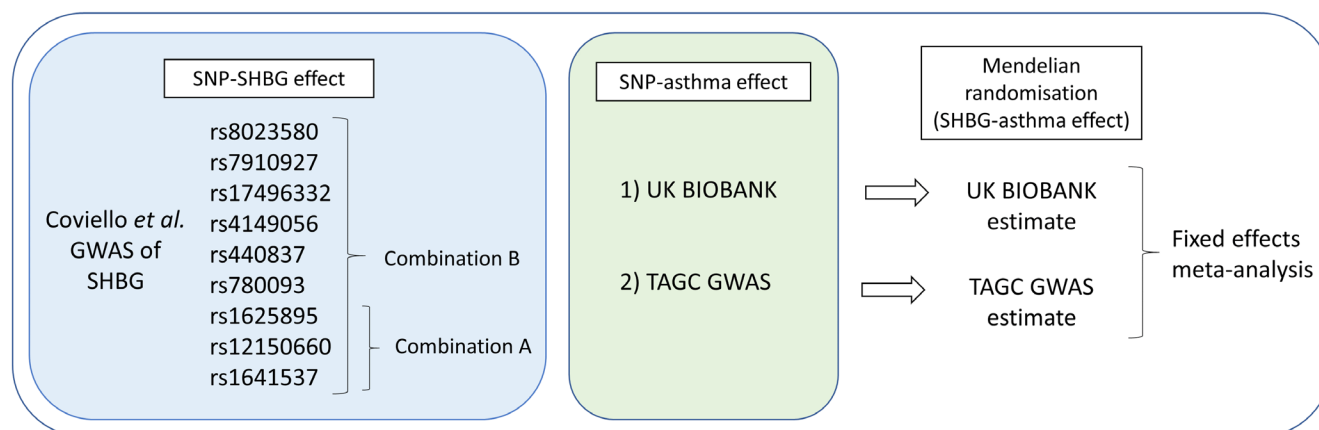 SNP-SHBG effect
rs8023580
rs7910927
rs17496332
rs4149056
rs440837
rs780093
rs1625895
rs12150660
rs1641537
Coviello et al.
GWAS of
SHBG
Combination B
Combination A
SNP-asthma effect
1) UK BIOBANK
2) TAGC GWAS
Mendelian
randomisation
(SHBG-asthma effect)
UK BIOBANK
estimate
TAGC GWAS
estimate
Fixed effects
meta-analysis